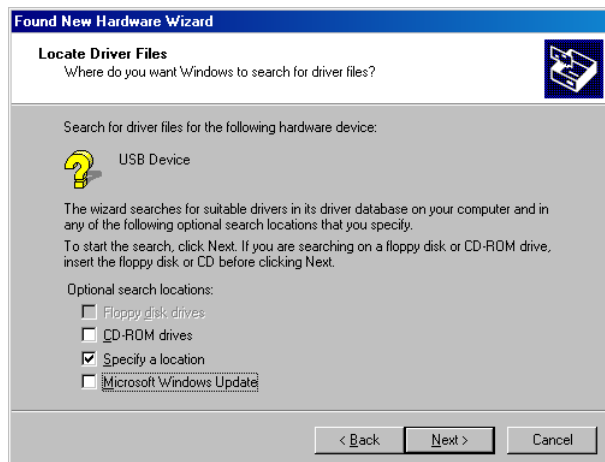 Found New Hardware Wizard
Locate Driver Files
Where do you want Windows to search for driver files?
Search for driver files for the following hardware device:
USB Device
The wizard searches for suitable drivers in its driver database on your computer and in
any of the following optional search locations that you specify.
To start the search, click Next. If you are searching on a floppy disk or CD-ROM drive,
insert the floppy disk or CD before clicking Next.
Optional search locations:
Floppy disk drives
CD-ROM drives
Specify a location
Microsoft Windows Update
< Back
Next >
Cancel